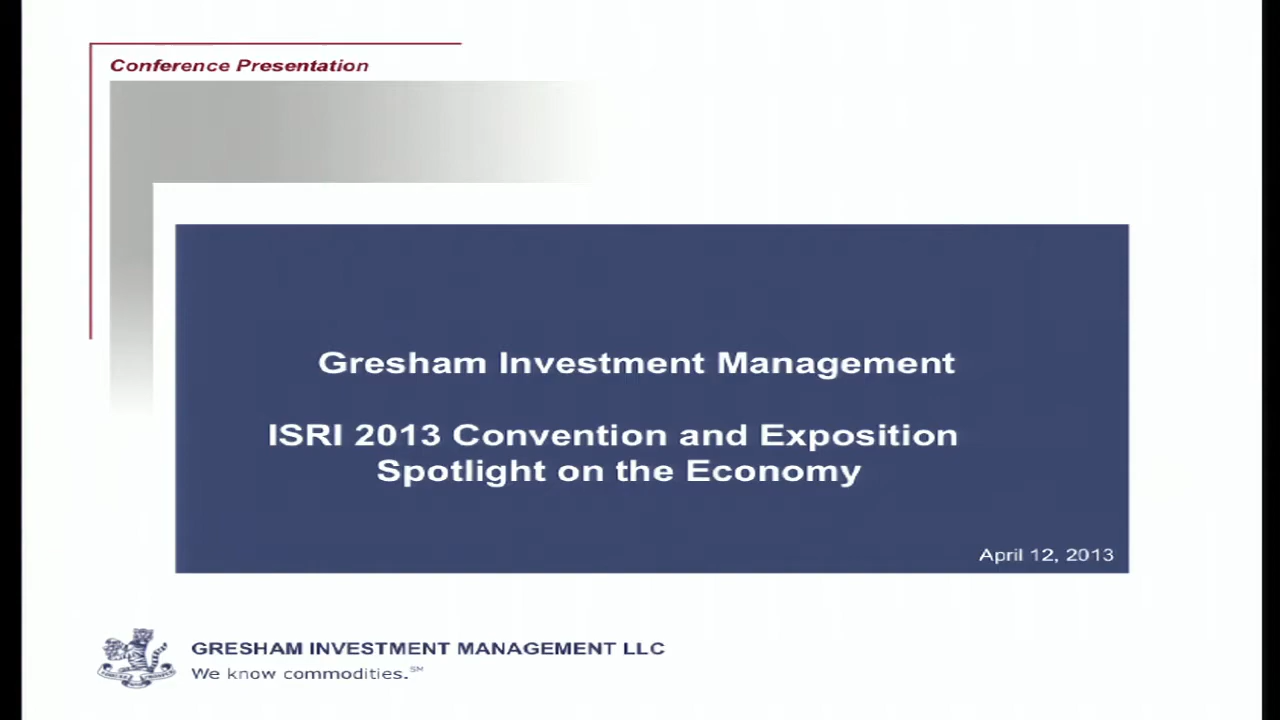 Conference Presentation
Gresham Investment Management
ISRI 2013 Convention and Exposition
Spotlight on the Economy
April 12, 2013
GRESHAM INVESTMENT MANAGEMENT LLC
We know commodities.℠